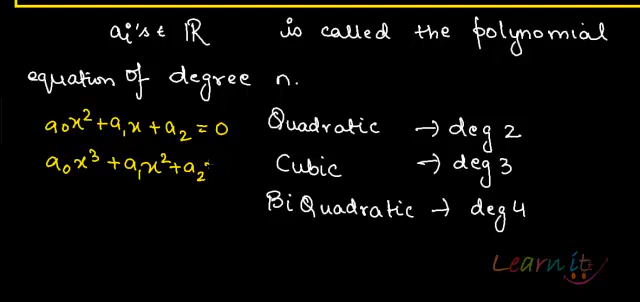 aᵢ's ∈ ℝ is called the polynomial
equation of degree n.
a₀x² + a₁x + a₂ = 0 Quadratic → deg 2
a₀x³ + a₁x² + a₂ Cubic → deg 3
BiQuadratic → deg 4
Learnit